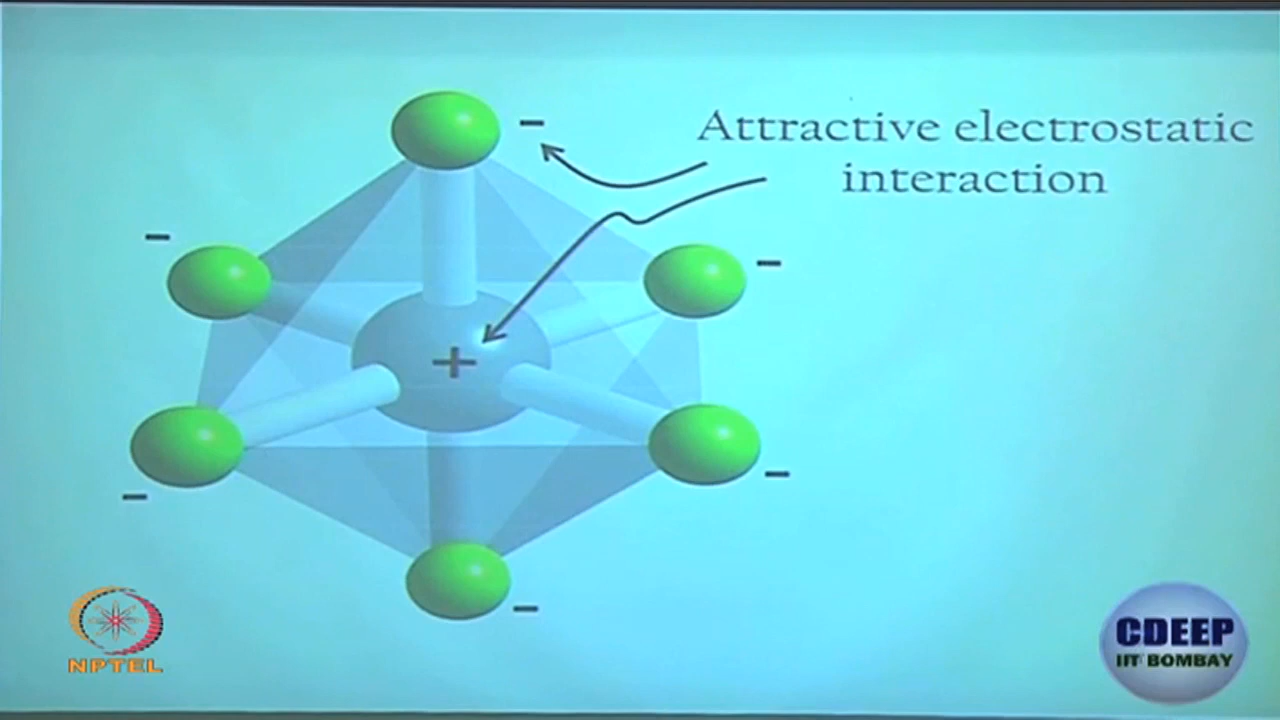 Attractive electrostatic
interaction
−
−
−
+
−
−
−
NPTEL
CDEEP
IIT BOMBAY